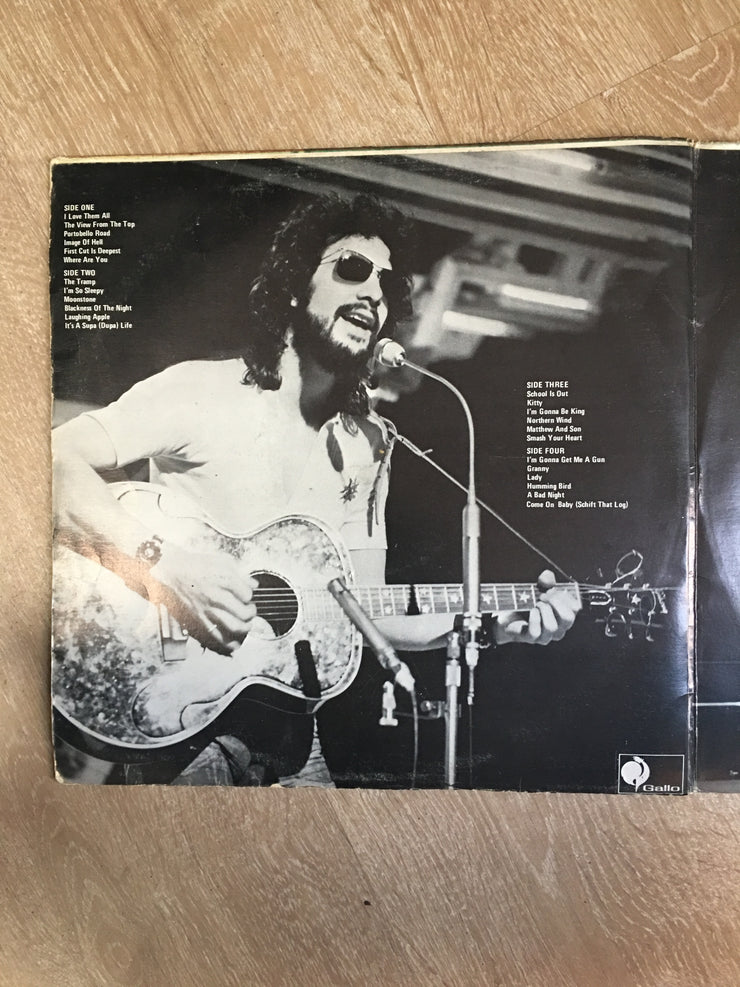 SIDE ONE
I Love Them All
The View From The Top
Portobello Road
Image Of Hell
First Cut Is Deepest
Where Are You
SIDE TWO
The Tramp
I'm So Sleepy
Moonstone
Blackness Of The Night
Laughing Apple
It's A Supa (Dupa) Life
SIDE THREE
School Is Out
Kitty
I'm Gonna Be King
Northern Wind
Matthew And Son
Smash Your Heart
SIDE FOUR
I'm Gonna Get Me A Gun
Granny
Lady
Humming Bird
A Bad Night
Come On Baby (Schift That Log)
Gallo